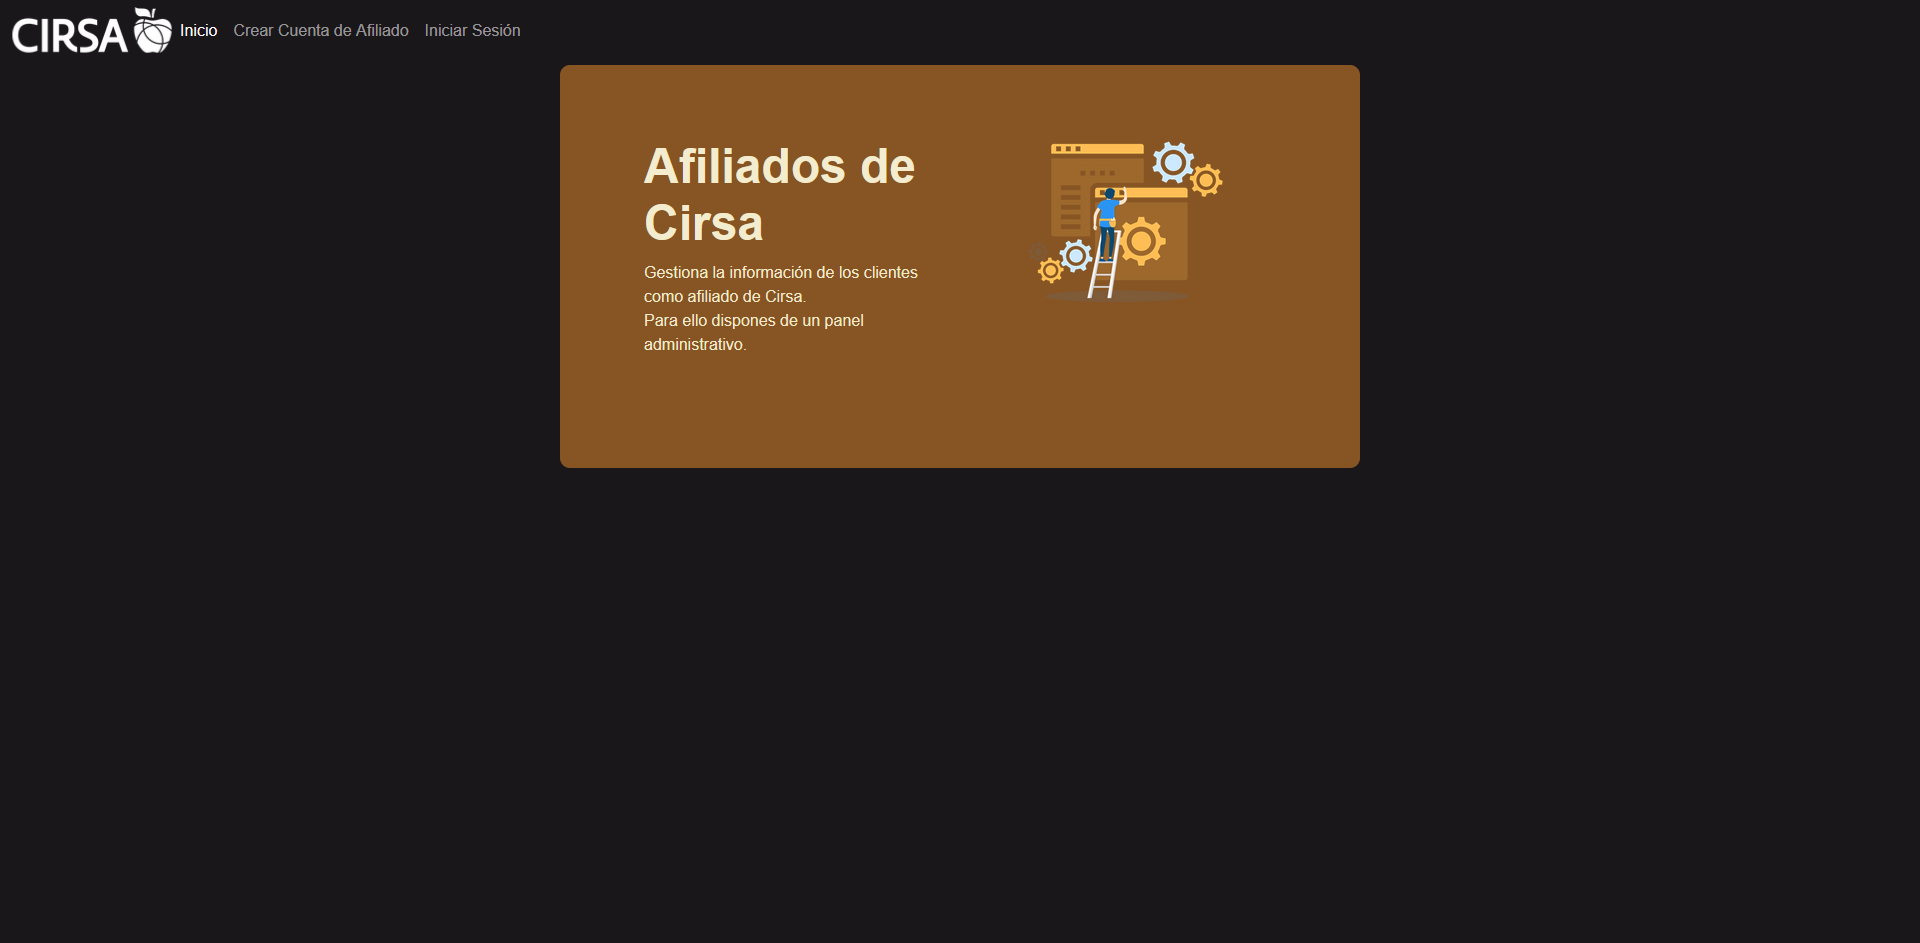 CIRSA
Inicio Crear Cuenta de Afiliado Iniciar Sesión
Afiliados de
Cirsa
Gestiona la información de los clientes
como afiliado de Cirsa.
Para ello dispones de un panel
administrativo.